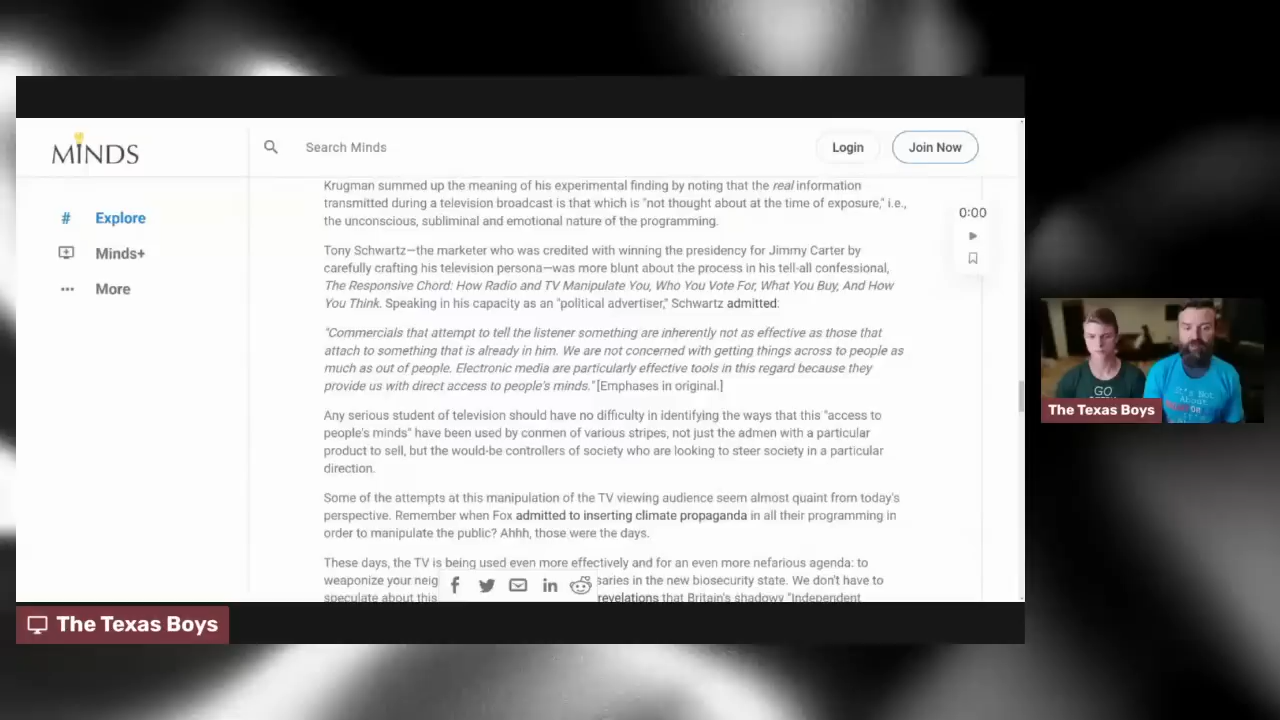 MINDS
Search Minds
Login
Join Now
# Explore
Minds+
More
0:00
Krugman summed up the meaning of his experimental finding by noting that the real information
transmitted during a television broadcast is that which is "not thought about at the time of exposure," i.e.,
the unconscious, subliminal and emotional nature of the programming.
Tony Schwartz—the marketer who was credited with winning the presidency for Jimmy Carter by
carefully crafting his television persona—was more blunt about the process in his tell-all confessional,
The Responsive Chord: How Radio and TV Manipulate You, Who You Vote For, What You Buy, And How
You Think. Speaking in his capacity as an "political advertiser," Schwartz admitted:
"Commercials that attempt to tell the listener something are inherently not as effective as those that
attach to something that is already in him. We are not concerned with getting things across to people as
much as out of people. Electronic media are particularly effective tools in this regard because they
provide us with direct access to people's minds." [Emphases in original.]
Any serious student of television should have no difficulty in identifying the ways that this "access to
people's minds" have been used by conmen of various stripes, not just the admen with a particular
product to sell, but the would-be controllers of society who are looking to steer society in a particular
direction.
Some of the attempts at this manipulation of the TV viewing audience seem almost quaint from today's
perspective. Remember when Fox admitted to inserting climate propaganda in all their programming in
order to manipulate the public? Ahhh, those were the days.
These days, the TV is being used even more effectively and for an even more nefarious agenda: to
weaponize your neig saries in the new biosecurity state. We don't have to
speculate about this revelations that Britain's shadowy "Independent
GO
It's Not
About
The Texas Boys
The Texas Boys